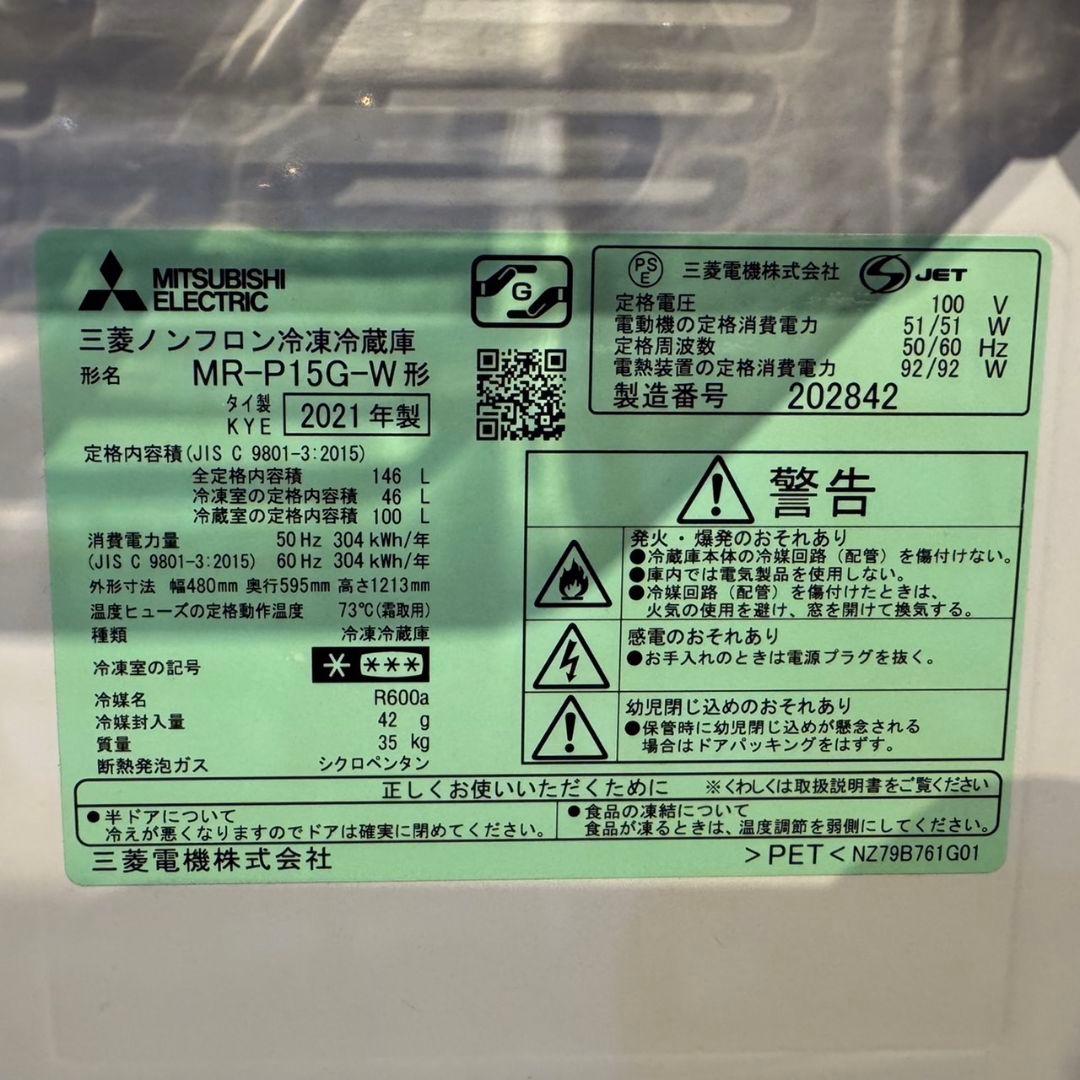 MITSUBISHI
ELECTRIC
三菱ノンフロン冷凍冷蔵庫
形名 MR-P15G-W形
タイ製
KYE
2021年製
定格内容積(JIS C 9801-3:2015)
全定格内容積 146 L
冷凍室の定格内容積 46 L
冷蔵室の定格内容積 100 L
消費電力量 50Hz 304kWh/年
(JIS C 9801-3:2015) 60Hz 304kWh/年
外形寸法 幅480mm 奥行595mm 高さ1213mm
温度ヒューズの定格動作温度 73℃(霜取用)
種類 冷凍冷蔵庫
冷凍室の記号 * ***
冷媒名 R600a
冷媒封入量 42 g
質量 35 kg
断熱発泡ガス シクロペンタン
G
PS
E
三菱電機株式会社
S JET
定格電圧 100 V
電動機の定格消費電力 51/51 W
定格周波数 50/60 Hz
電熱装置の定格消費電力 92/92 W
製造番号 202842
警告
発火・爆発のおそれあり
●冷蔵庫本体の冷媒回路(配管)を傷付けない。
●庫内では電気製品を使用しない。
●冷媒回路(配管)を傷付けたときは、
火気の使用を避け、窓を開けて換気する。
感電のおそれあり
●お手入れのときは電源プラグを抜く。
幼児閉じ込めのおそれあり
●保管時に幼児閉じ込めが懸念される
場合はドアパッキングをはずす。
正しくお使いいただくために ※くわしくは取扱説明書をご覧ください
●半ドアについて
冷えが悪くなりますのでドアは確実に閉めてください。
●食品の凍結について
食品が凍るときは、温度調節を弱側にしてください。
三菱電機株式会社
>PET< NZ79B761G01